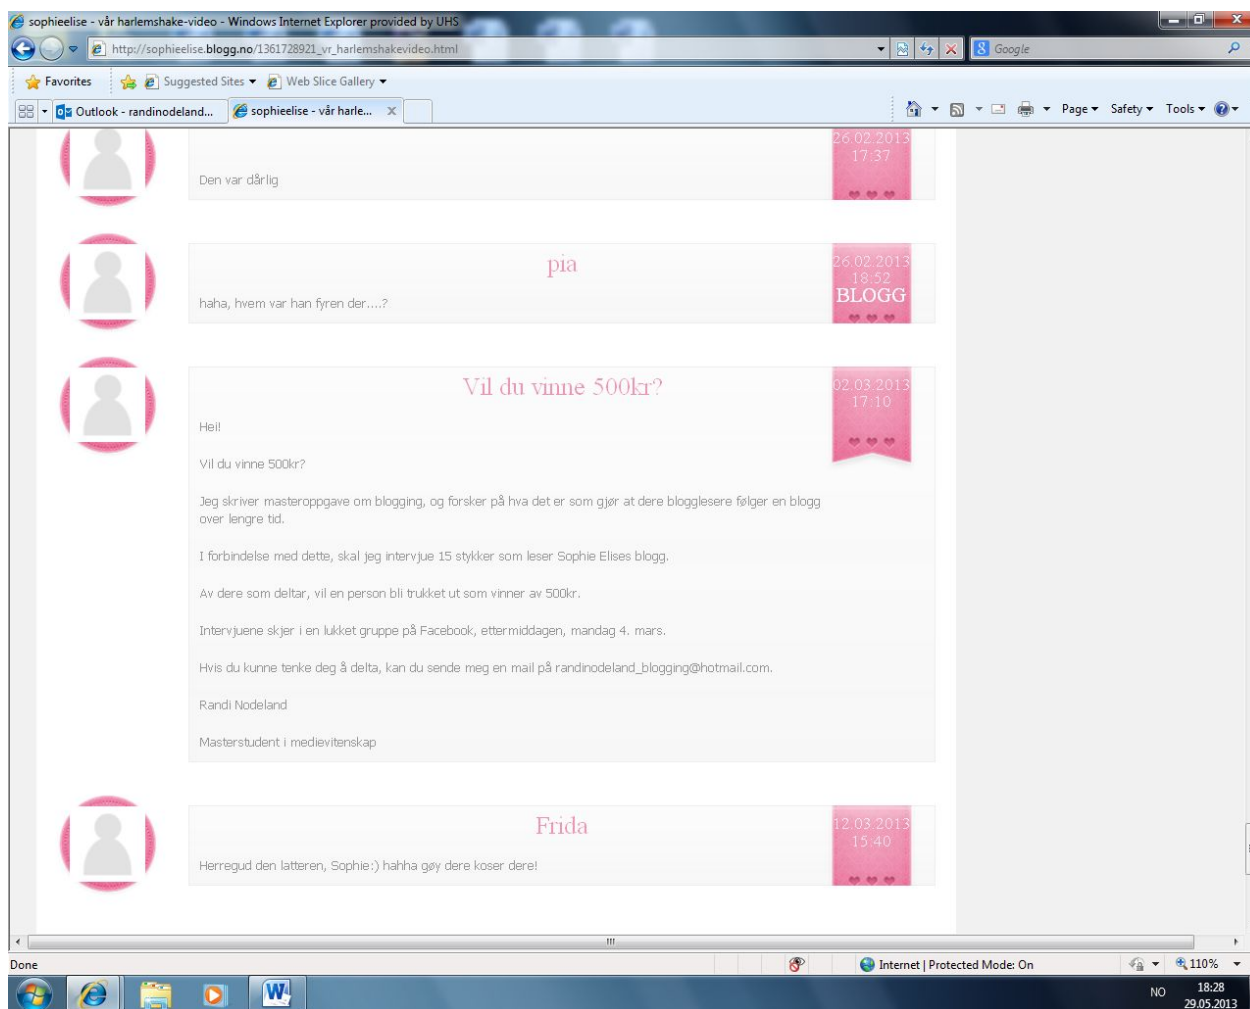 sophieelise - vår harlemshake-video - Windows Internet Explorer provided by UHS
http://sophieelise.blogg.no/1361728921_vr_harlemshakevideo.html
Google
Favorites Suggested Sites Web Slice Gallery
Outlook - randinodeland... sophieelise - vår harle... X
Page Safety Tools
26.02.2013
17:37
Den var dårlig
pia
26.02.2013
18:52
BLOGG
haha, hvem var han fyren der....?
Vil du vinne 500kr?
02.03.2013
17:10
Hei!
Vil du vinne 500kr?
Jeg skriver masteroppgave om blogging, og forsker på hva det er som gjør at dere blogglesere følger en blogg
over lengre tid.
I forbindelse med dette, skal jeg intervjue 15 stykker som leser Sophie Elises blogg.
Av dere som deltar, vil en person bli trukket ut som vinner av 500kr.
Intervjuene skjer i en lukket gruppe på Facebook, ettermiddagen, mandag 4. mars.
Hvis du kunne tenke deg å delta, kan du sende meg en mail på randinodeland_blogging@hotmail.com.
Randi Nodeland
Masterstudent i medievitenskap
Frida
12.03.2013
15:40
Herregud den latteren, Sophie:) hahha gøy dere koser dere!
Done Internet | Protected Mode: On 110%
NO 18:28
29.05.2013